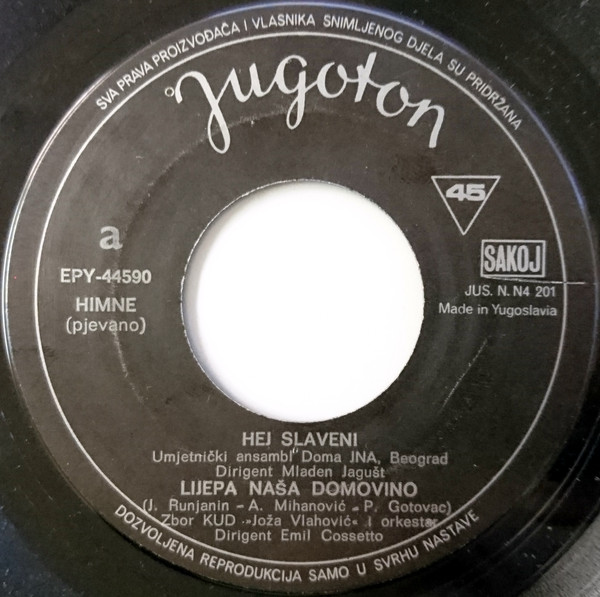 SVA PRAVA PROIZVOĐAČA I VLASNIKA SNIMLJENOG DJELA SU PRIDRŽANA
Jugoton
45
a
SAKOJ
EPY-44590
JUS. N. N4 201
HIMNE
Made in Yugoslavia
(pjevano)
HEJ SLAVENI
Umjetnički ansambl" Doma JNA, Beograd
Dirigent Mladen Jagušt
LIJEPA NAŠA DOMOVINO
(J. Runjanin - A. Mihanović - P. Gotovac)
Zbor KUD »Joža Vlahović« i orkestar
Dirigent Emil Cossetto
DOZVOLJENA REPRODUKCIJA SAMO U SVRHU NASTAVE